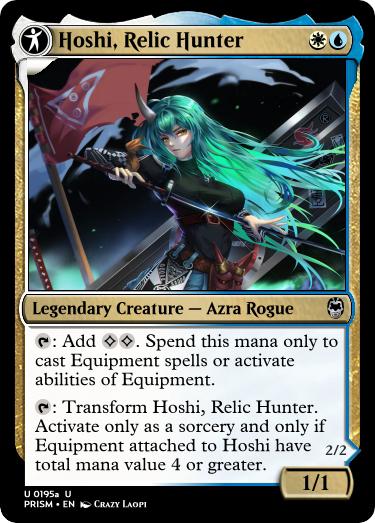 Hoshi, Relic Hunter
Legendary Creature — Azra Rogue
: Add . Spend this mana only to
cast Equipment spells or activate
abilities of Equipment.
: Transform Hoshi, Relic Hunter.
Activate only as a sorcery and only if
Equipment attached to Hoshi have
total mana value 4 or greater.
2/2
1/1
U 0195a U
PRISM • EN Crazy Laopi